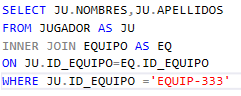 SELECT JU.NOMBRES,JU.APELLIDOS
FROM JUGADOR AS JU
INNER JOIN EQUIPO AS EQ
ON JU.ID_EQUIPO=EQ.ID_EQUIPO
WHERE JU.ID_EQUIPO ='EQUIP-333'